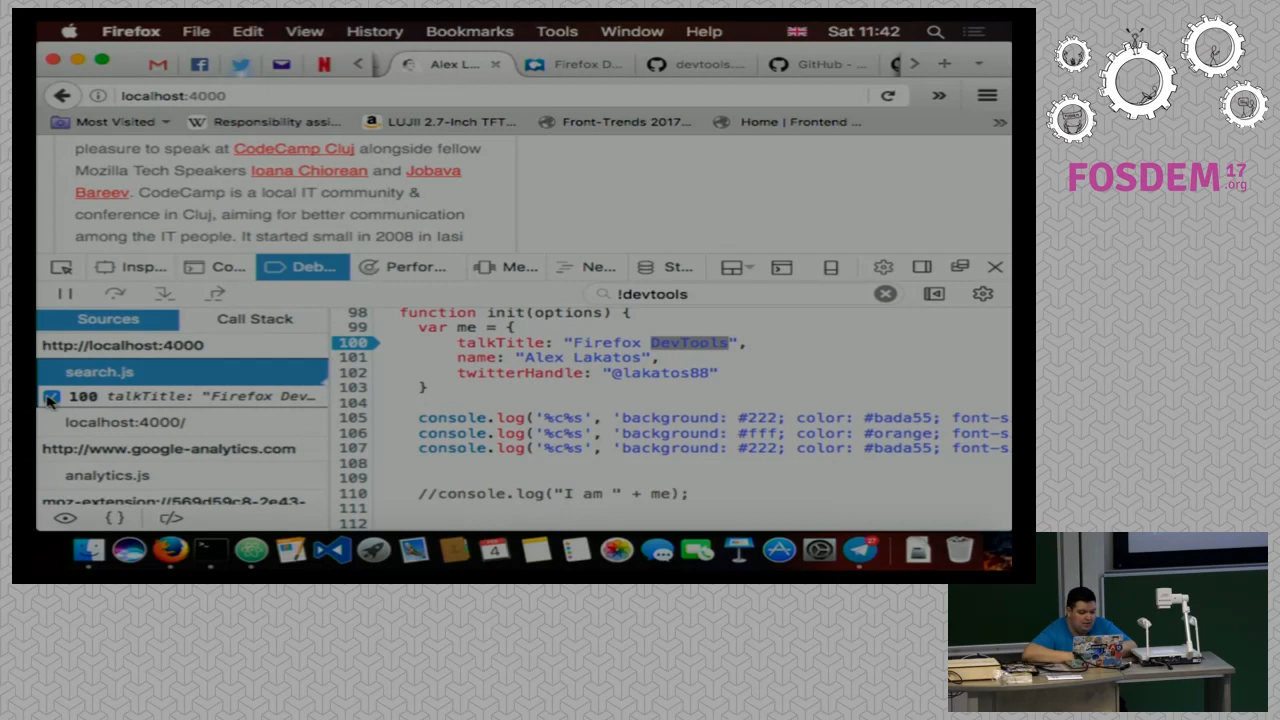 Firefox File Edit View History Bookmarks Tools Window Help Sat 11:42
Alex L... Firefox D... devtools.... GitHub - ...
localhost:4000
Most Visited Responsibility assi... LUJII 2.7-Inch TFT... Front-Trends 2017... Home | Frontend ...
pleasure to speak at CodeCamp Cluj alongside fellow
Mozilla Tech Speakers Ioana Chiorean and Jobava
Bareev. CodeCamp is a local IT community &
conference in Cluj, aiming for better communication
among the IT people. It started small in 2008 in Iasi
Insp... Co... Deb... Perfor... Me... Ne... St...
!devtools
Sources Call Stack
http://localhost:4000
search.js
100 talkTitle: "Firefox Dev...
localhost:4000/
http://www.google-analytics.com
analytics.js
moz-extension://569d59c8-2e43-
98 function init(options) {
99 var me = {
100 talkTitle: "Firefox DevTools",
101 name: "Alex Lakatos",
102 twitterHandle: "@lakatos88"
103 }
104
105 console.log('%c%s', 'background: #222; color: #bada55; font-s
106 console.log('%c%s', 'background: #fff; color: #orange; font-s
107 console.log('%c%s', 'background: #222; color: #bada55; font-s
108
109
110 //console.log("I am " + me);
111
112
FOSDEM 17
.org